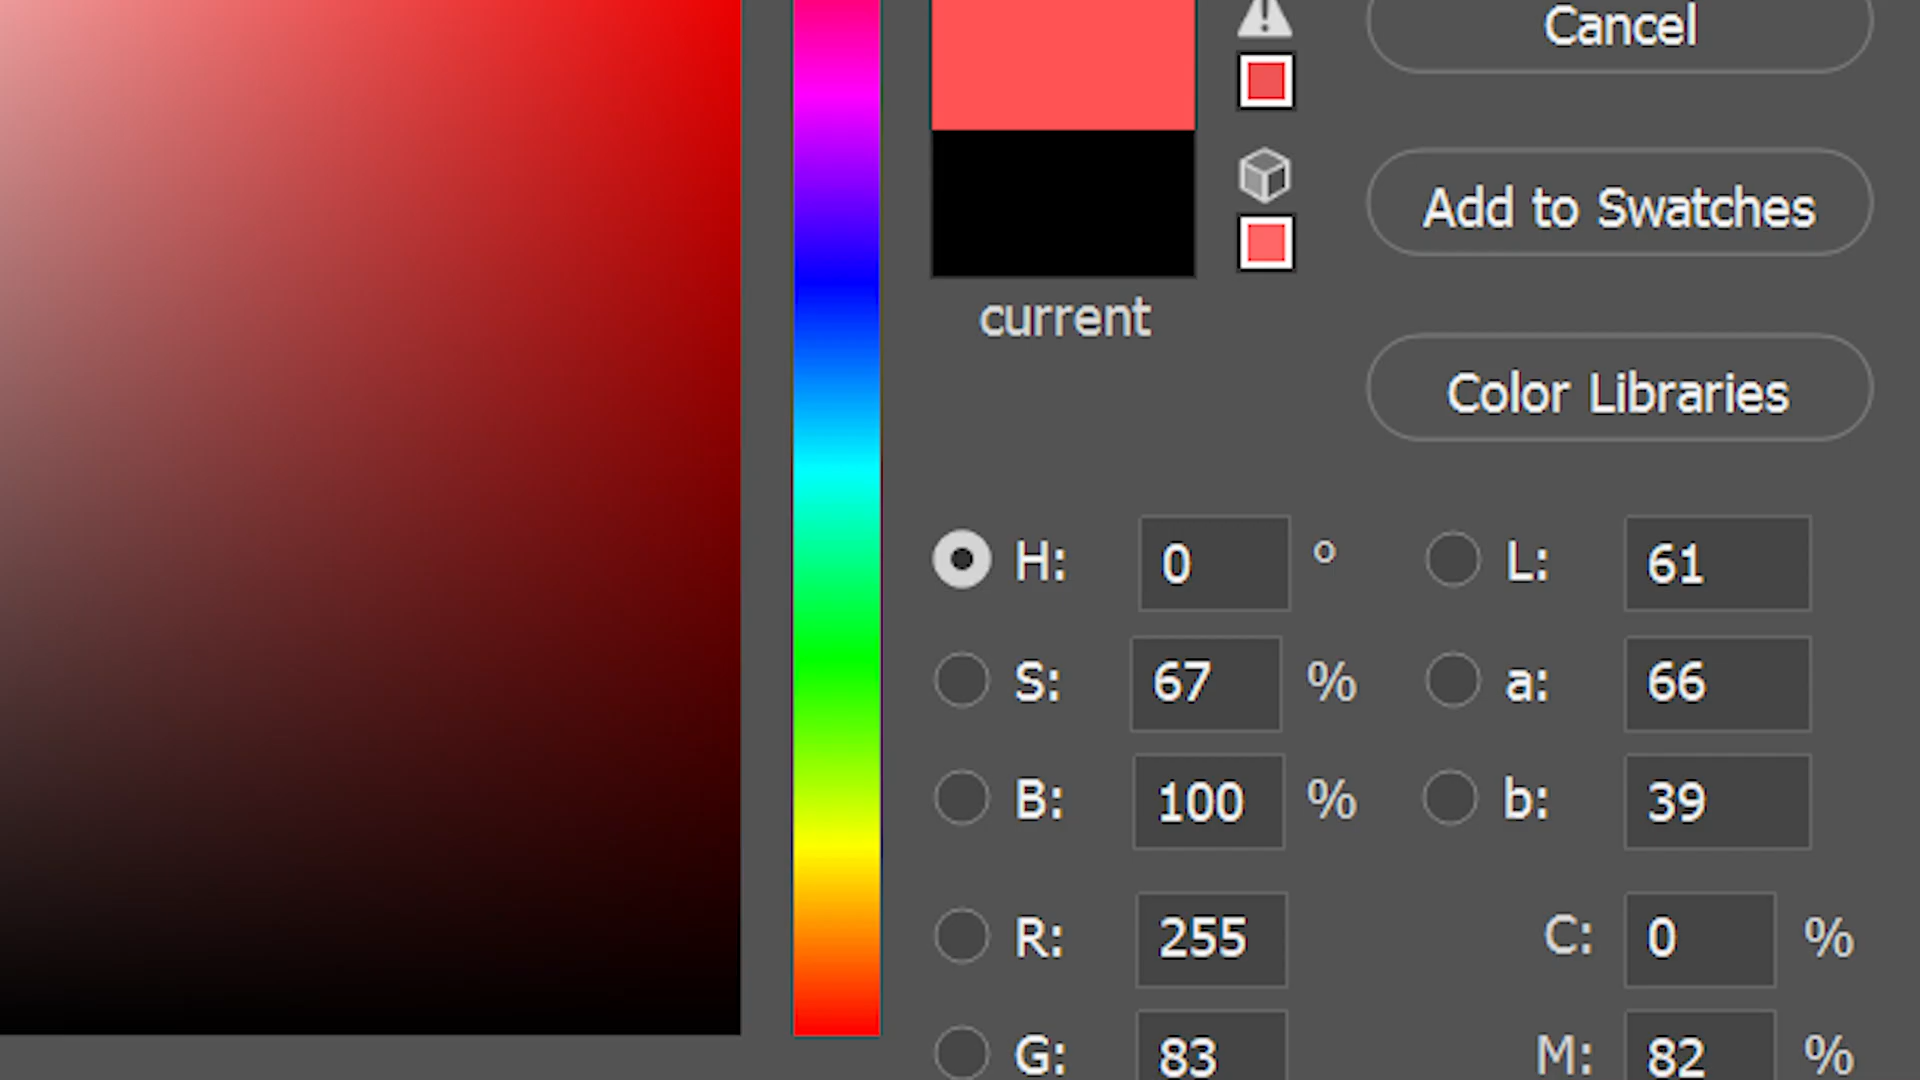 Cancel
Add to Swatches
current
Color Libraries
H: 0 ° L: 61
S: 67 % a: 66
B: 100 % b: 39
R: 255 C: 0 %
G: 83 M: 82 %